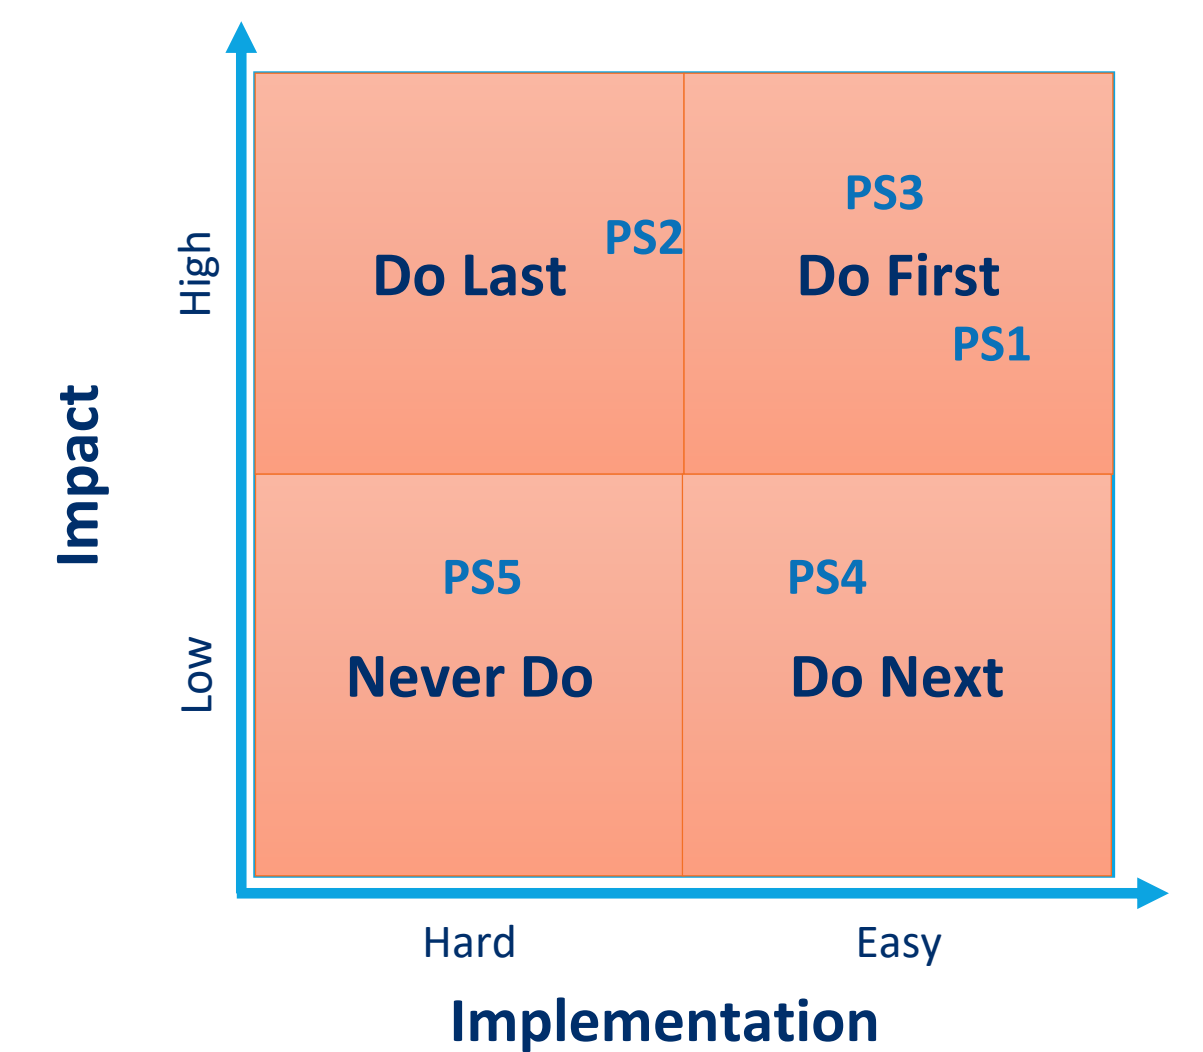 PS3
PS2
Do Last
Do First
High
PS1
Impact
PS5
PS4
Low
Never Do
Do Next
Hard
Easy
Implementation